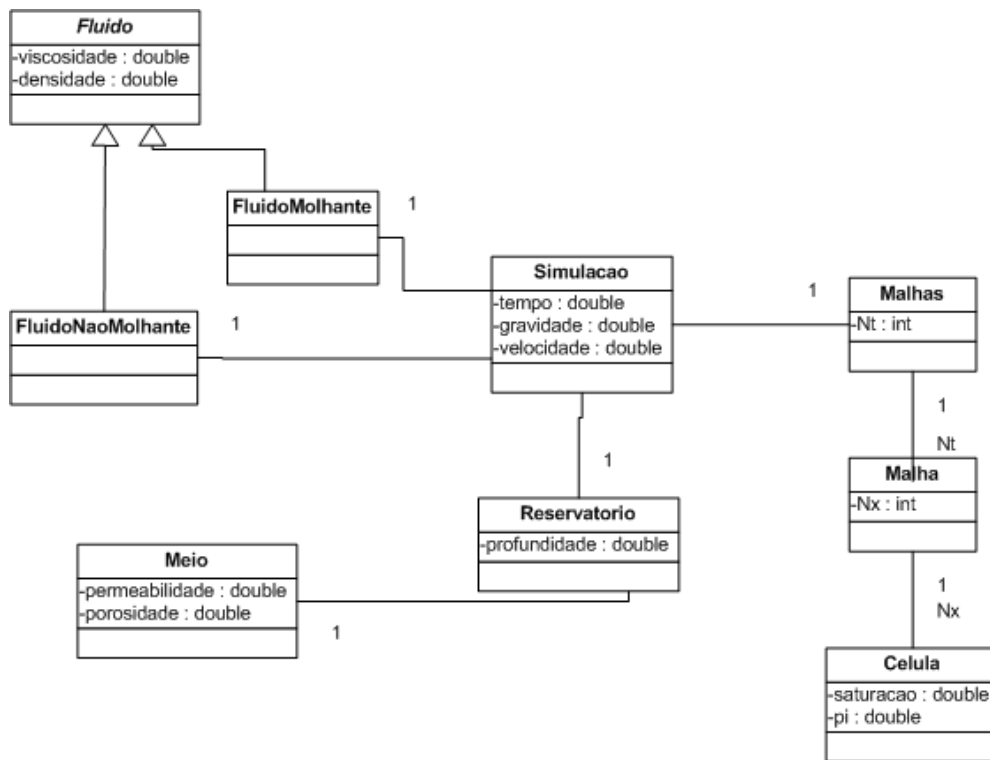 Fluido
-viscosidade : double
-densidade : double
FluidoMolhante
1
FluidoNaoMolhante
1
Simulacao
-tempo : double
-gravidade : double
-velocidade : double
1
Malhas
-Nt : int
1
Nt
Malha
-Nx : int
1
Nx
Celula
-saturacao : double
-pi : double
1
Reservatorio
-profundidade : double
Meio
-permeabilidade : double
-porosidade : double
1